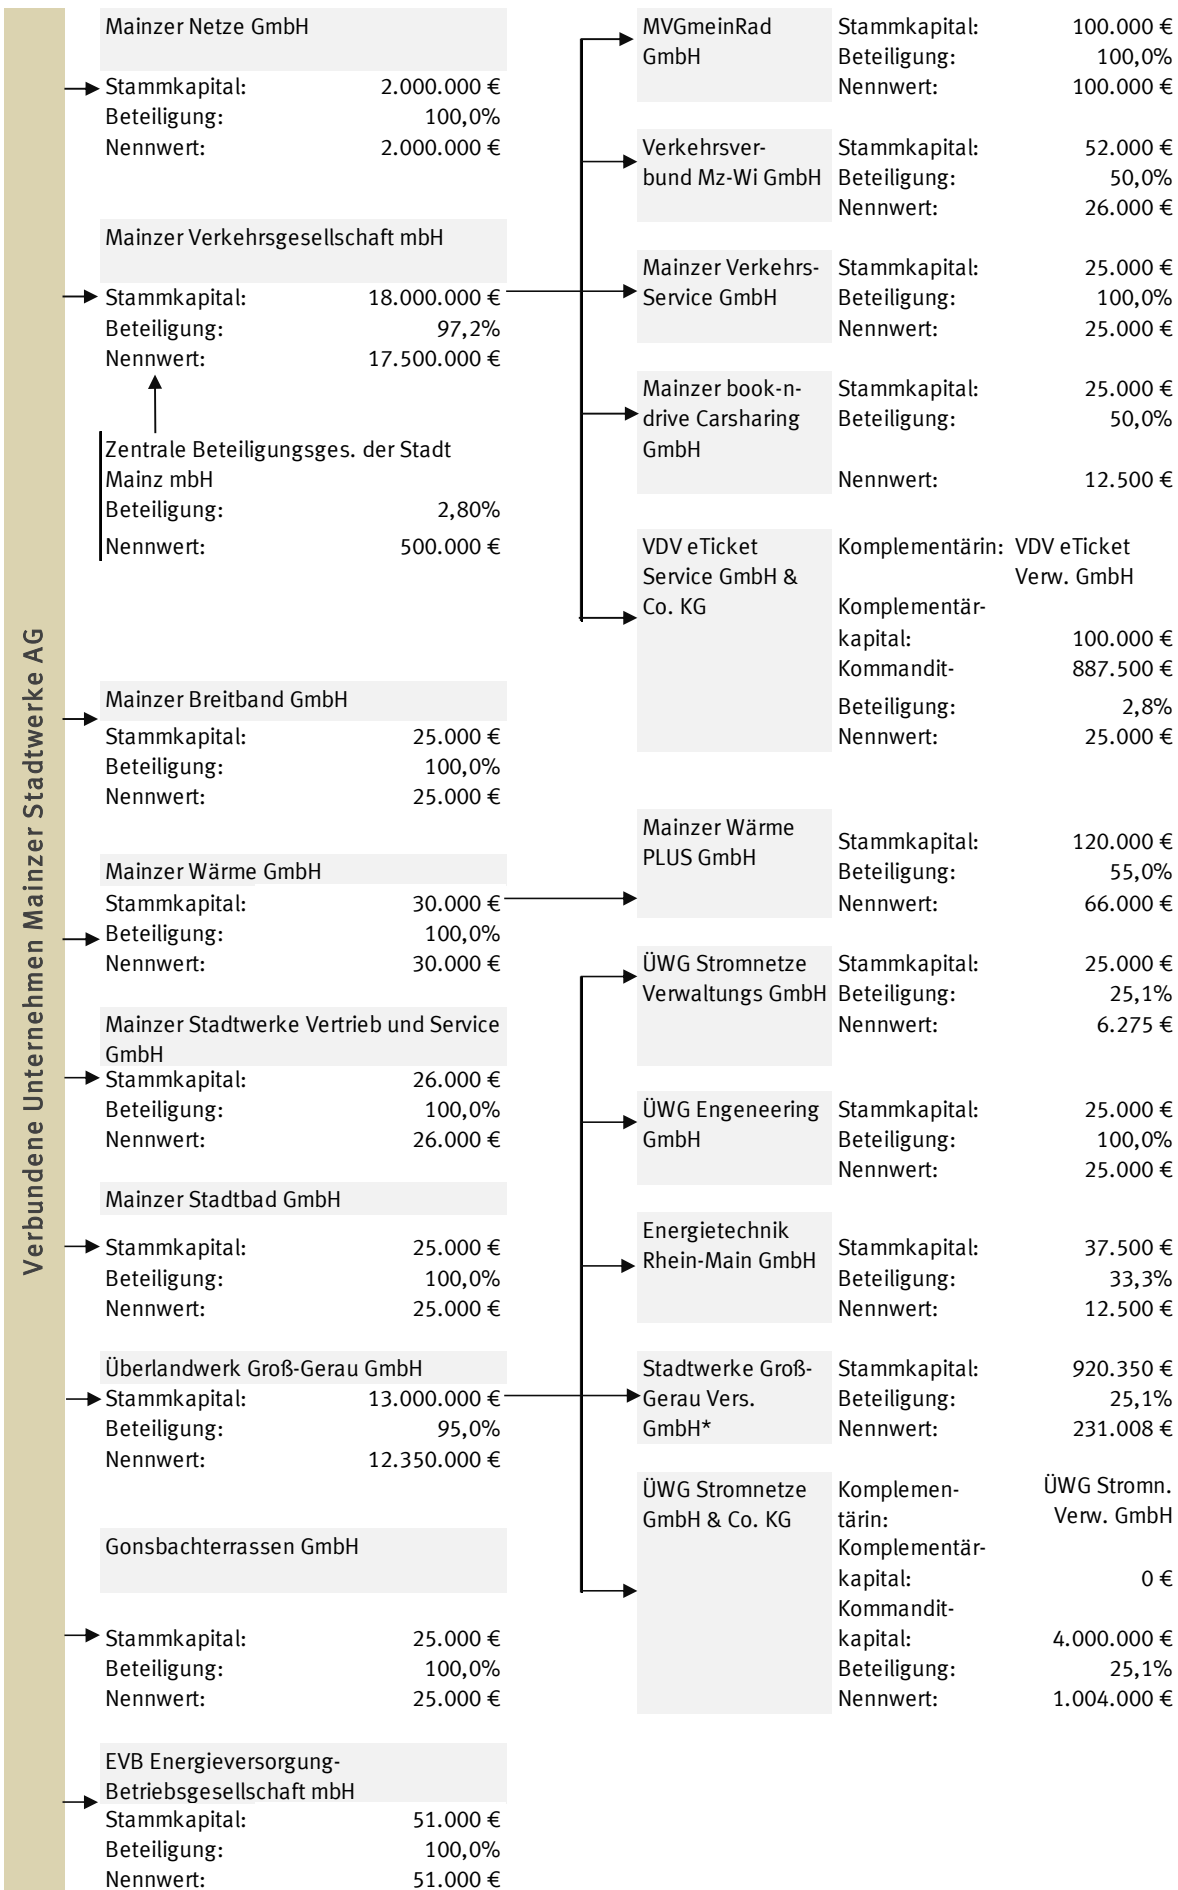 Verbundene Unternehmen Mainzer Stadtwerke AG
Mainzer Netze GmbH
Stammkapital: 2.000.000 €
Beteiligung: 100,0%
Nennwert: 2.000.000 €
Mainzer Verkehrsgesellschaft mbH
Stammkapital: 18.000.000 €
Beteiligung: 97,2%
Nennwert: 17.500.000 €
Zentrale Beteiligungsges. der Stadt
Mainz mbH
Beteiligung: 2,80%
Nennwert: 500.000 €
Mainzer Breitband GmbH
Stammkapital: 25.000 €
Beteiligung: 100,0%
Nennwert: 25.000 €
Mainzer Wärme GmbH
Stammkapital: 30.000 €
Beteiligung: 100,0%
Nennwert: 30.000 €
Mainzer Stadtwerke Vertrieb und Service
GmbH
Stammkapital: 26.000 €
Beteiligung: 100,0%
Nennwert: 26.000 €
Mainzer Stadtbad GmbH
Stammkapital: 25.000 €
Beteiligung: 100,0%
Nennwert: 25.000 €
Überlandwerk Groß-Gerau GmbH
Stammkapital: 13.000.000 €
Beteiligung: 95,0%
Nennwert: 12.350.000 €
Gonsbachterrassen GmbH
Stammkapital: 25.000 €
Beteiligung: 100,0%
Nennwert: 25.000 €
EVB Energieversorgung-
Betriebsgesellschaft mbH
Stammkapital: 51.000 €
Beteiligung: 100,0%
Nennwert: 51.000 €
MVGmeinRad Stammkapital: 100.000 €
GmbH Beteiligung: 100,0%
Nennwert: 100.000 €
Verkehrsver- Stammkapital: 52.000 €
bund Mz-Wi GmbH Beteiligung: 50,0%
Nennwert: 26.000 €
Mainzer Verkehrs- Stammkapital: 25.000 €
Service GmbH Beteiligung: 100,0%
Nennwert: 25.000 €
Mainzer book-n- Stammkapital: 25.000 €
drive Carsharing Beteiligung: 50,0%
GmbH
Nennwert: 12.500 €
VDV eTicket Komplementärin: VDV eTicket
Service GmbH & Verw. GmbH
Co. KG Komplementär-
kapital: 100.000 €
Kommandit- 887.500 €
Beteiligung: 2,8%
Nennwert: 25.000 €
Mainzer Wärme
PLUS GmbH
Stammkapital: 120.000 €
Beteiligung: 55,0%
Nennwert: 66.000 €
ÜWG Stromnetze Stammkapital: 25.000 €
Verwaltungs GmbH Beteiligung: 25,1%
Nennwert: 6.275 €
ÜWG Engeneering Stammkapital: 25.000 €
GmbH Beteiligung: 100,0%
Nennwert: 25.000 €
Energietechnik
Rhein-Main GmbH
Stammkapital: 37.500 €
Beteiligung: 33,3%
Nennwert: 12.500 €
Stadtwerke Groß- Stammkapital: 920.350 €
Gerau Vers. Beteiligung: 25,1%
GmbH* Nennwert: 231.008 €
ÜWG Stromnetze Komplemen- ÜWG Stromn.
GmbH & Co. KG tärin: Verw. GmbH
Komplementär-
kapital: 0 €
Kommandit-
kapital: 4.000.000 €
Beteiligung: 25,1%
Nennwert: 1.004.000 €